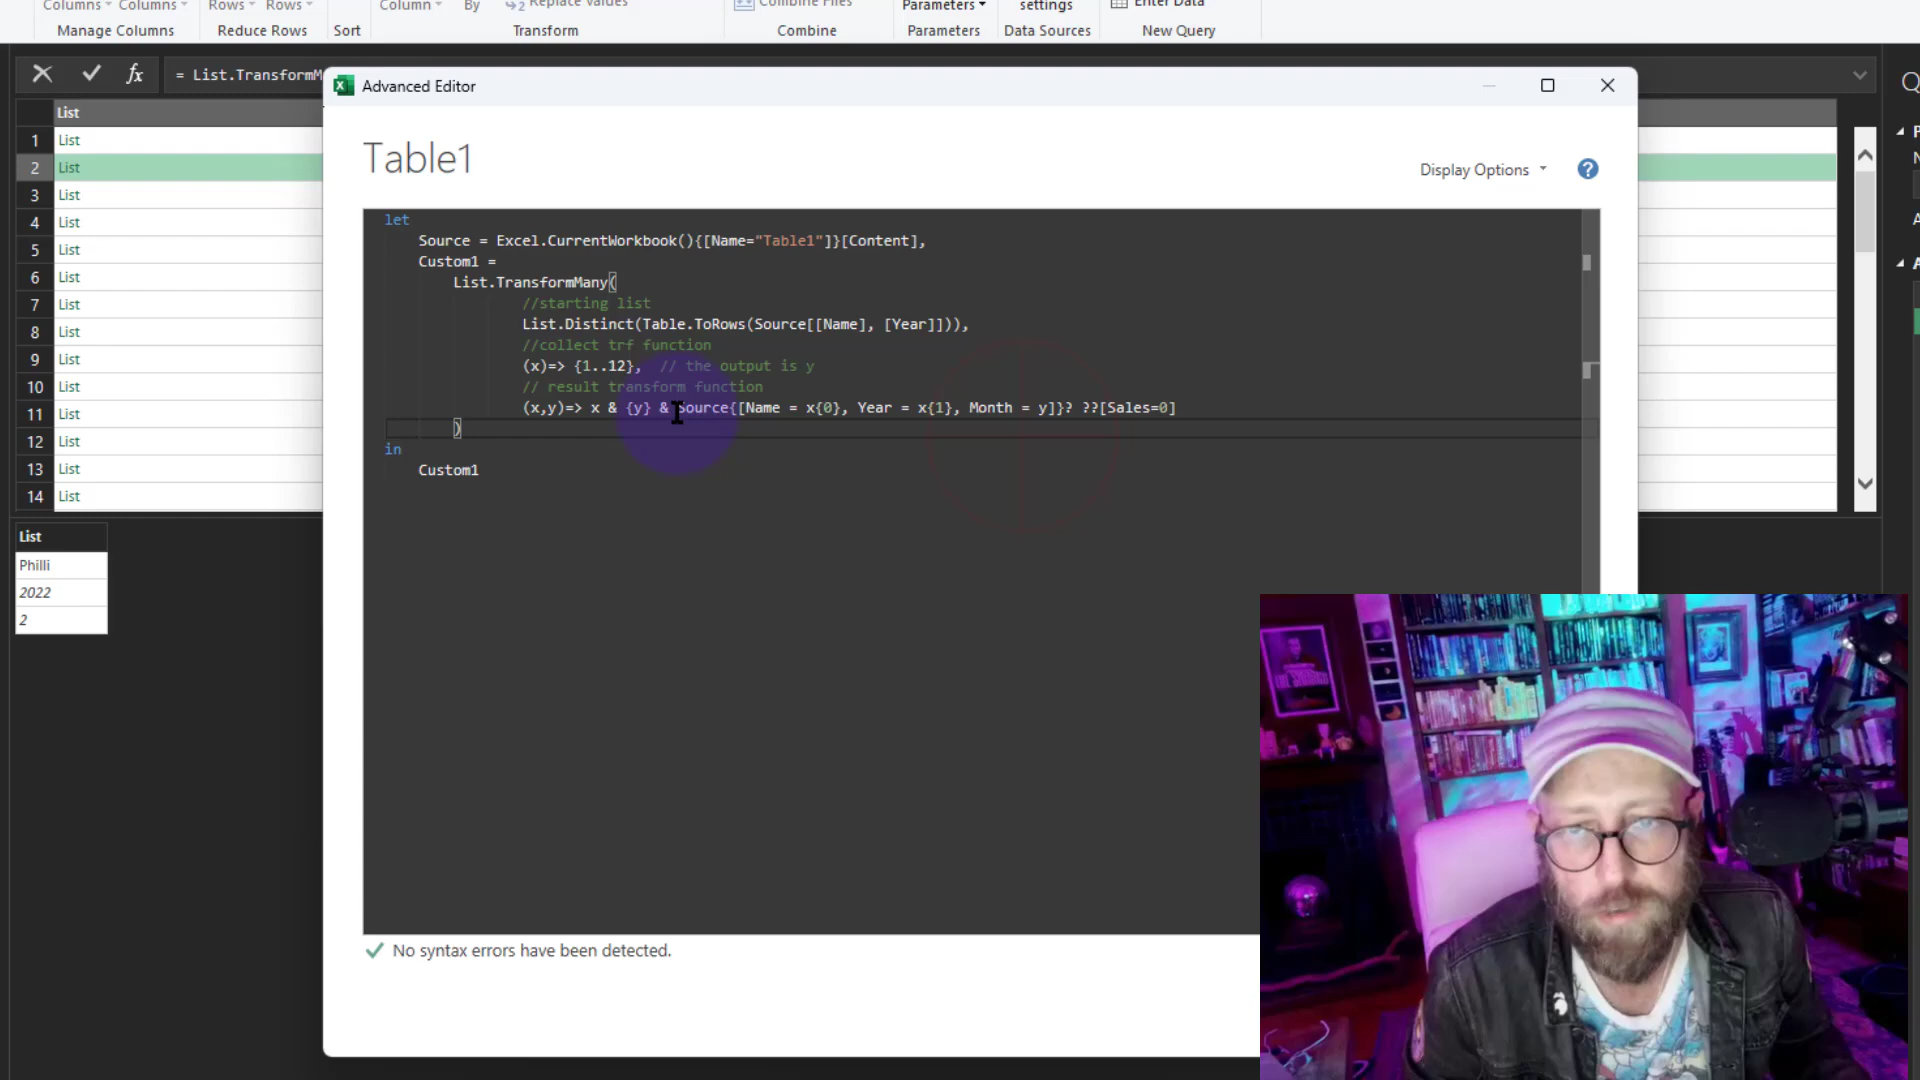 Columns Columns Rows Rows Column By Replace Values Combine Files Parameters settings Enter Data
Manage Columns Reduce Rows Sort Transform Combine Parameters Data Sources New Query
fx = List.TransformM
Advanced Editor
List
1 List
2 List
3 List
4 List
5 List
6 List
7 List
8 List
9 List
10 List
11 List
12 List
13 List
14 List
List
Philli
2022
2
Table1
Display Options
?
let
Source = Excel.CurrentWorkbook(){[Name="Table1"]}[Content],
Custom1 =
List.TransformMany(
//starting list
List.Distinct(Table.ToRows(Source[[Name], [Year]])),
//collect trf function
(x)=> {1..12}, // the output is y
// result transform function
(x,y)=> x & {y} & Source{[Name = x{0}, Year = x{1}, Month = y]}? ??[Sales=0]
)
in
Custom1
No syntax errors have been detected.